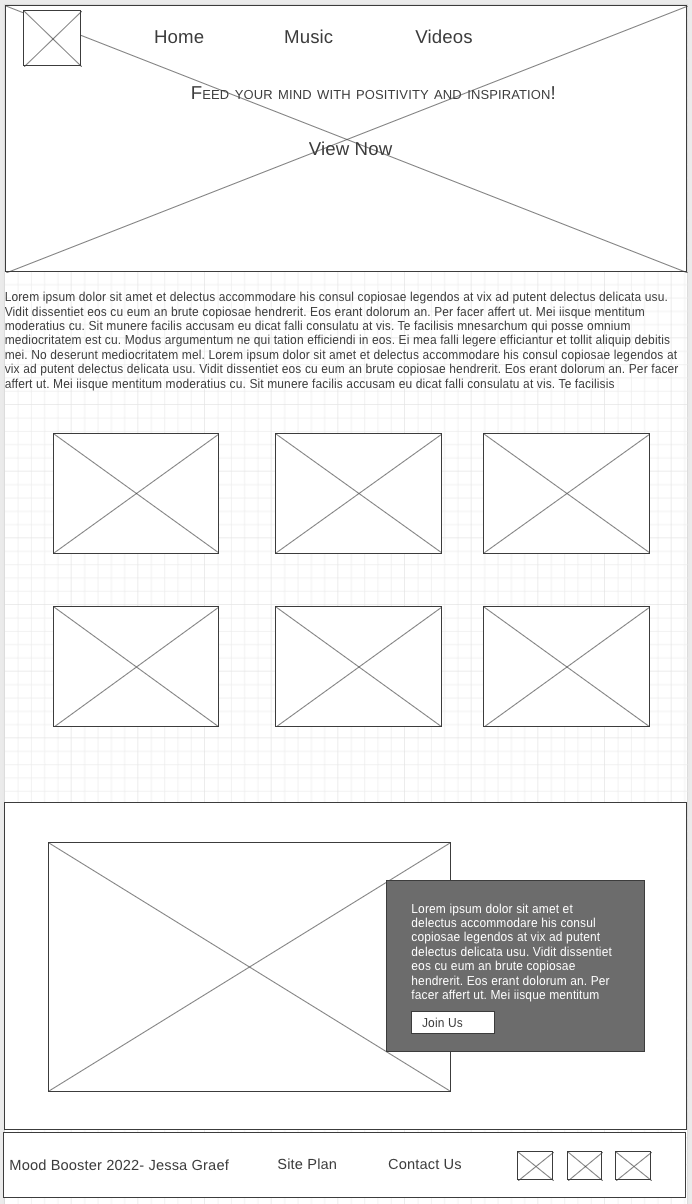 Home Music Videos
Feed your mind with positivity and inspiration!
View Now
Lorem ipsum dolor sit amet et delectus accommodare his consul copiosae legendos at vix ad putent delectus delicata usu.
Vidit dissentiet eos cu eum an brute copiosae hendrerit. Eos erant dolorum an. Per facer affert ut. Mei iisque mentitum
moderatius cu. Sit munere facilis accusam eu dicat falli consulatu at vis. Te facilisis mnesarchum qui posse omnium
mediocritatem est cu. Modus argumentum ne qui tation efficiendi in eos. Ei mea falli legere efficiantur et tollit aliquip debitis
mei. No deserunt mediocritatem mel. Lorem ipsum dolor sit amet et delectus accommodare his consul copiosae legendos at
vix ad putent delectus delicata usu. Vidit dissentiet eos cu eum an brute copiosae hendrerit. Eos erant dolorum an. Per facer
affert ut. Mei iisque mentitum moderatius cu. Sit munere facilis accusam eu dicat falli consulatu at vis. Te facilisis
Lorem ipsum dolor sit amet et
delectus accommodare his consul
copiosae legendos at vix ad putent
delectus delicata usu. Vidit dissentiet
eos cu eum an brute copiosae
hendrerit. Eos erant dolorum an. Per
facer affert ut. Mei iisque mentitum
Join Us
Mood Booster 2022- Jessa Graef Site Plan Contact Us